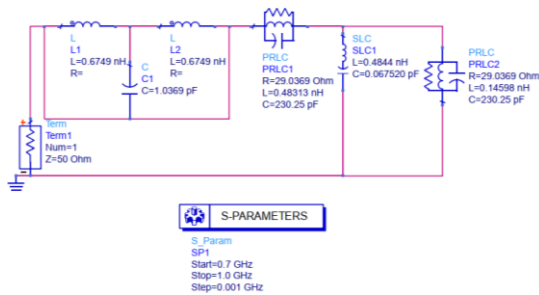 L
L1
L=0.6749 nH
R=
C
C1
C=1.0369 pF
L
L2
L=0.6749 nH
R=
PRLC
PRLC1
R=29.0369 Ohm
L=0.48313 nH
C=230.25 pF
SLC
SLC1
L=0.4844 nH
C=0.067520 pF
PRLC
PRLC2
R=29.0369 Ohm
L=0.14598 nH
C=230.25 pF
+
Term
Term1
Num=1
Z=50 Ohm
-
S-PARAMETERS
S_Param
SP1
Start=0.7 GHz
Stop=1.0 GHz
Step=0.001 GHz